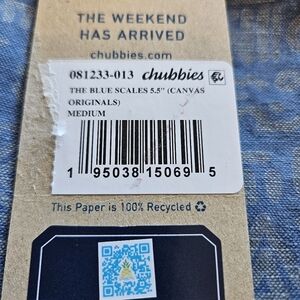 THE WEEKEND
HAS ARRIVED
chubbies.com
081233-013 chubbies
THE BLUE SCALES 5.5" (CANVAS
ORIGINALS)
MEDIUM
1 95038 15069 5
This Paper is 100% Recycled